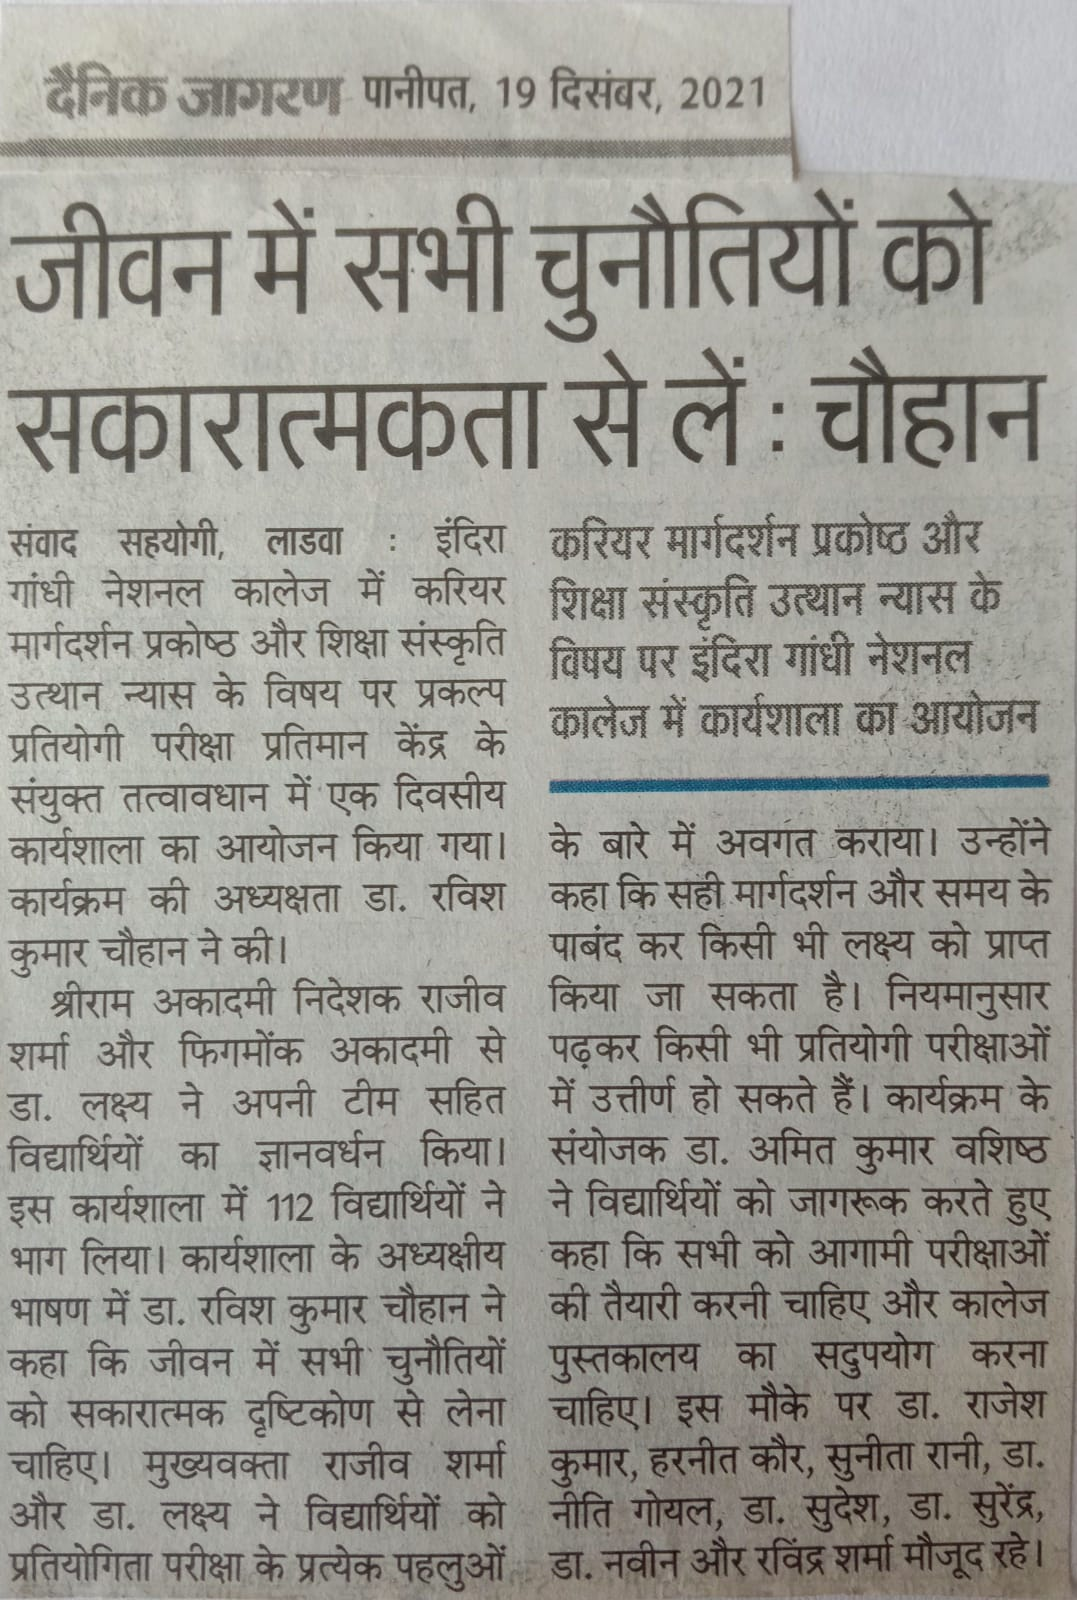 दैनिक जागरण पानीपत, 19 दिसंबर, 2021
जीवन में सभी चुनौतियों को
सकारात्मकता से लें : चौहान
संवाद सहयोगी, लाडवा : इंदिरा
गांधी नेशनल कालेज में करियर
मार्गदर्शन प्रकोष्ठ और शिक्षा संस्कृति
उत्थान न्यास के विषय पर प्रकल्प
प्रतियोगी परीक्षा प्रतिमान केंद्र के
संयुक्त तत्वावधान में एक दिवसीय
कार्यशाला का आयोजन किया गया।
कार्यक्रम की अध्यक्षता डा. रविश
कुमार चौहान ने की।
श्रीराम अकादमी निदेशक राजीव
शर्मा और फिगमोंक अकादमी से
डा. लक्ष्य ने अपनी टीम सहित
विद्यार्थियों का ज्ञानवर्धन किया।
इस कार्यशाला में 112 विद्यार्थियों ने
भाग लिया। कार्यशाला के अध्यक्षीय
भाषण में डा. रविश कुमार चौहान ने
कहा कि जीवन में सभी चुनौतियों
को सकारात्मक दृष्टिकोण से लेना
चाहिए। मुख्यवक्ता राजीव शर्मा
और डा. लक्ष्य ने विद्यार्थियों को
प्रतियोगिता परीक्षा के प्रत्येक पहलुओं
करियर मार्गदर्शन प्रकोष्ठ और
शिक्षा संस्कृति उत्थान न्यास के
विषय पर इंदिरा गांधी नेशनल
कालेज में कार्यशाला का आयोजन
के बारे में अवगत कराया। उन्होंने
कहा कि सही मार्गदर्शन और समय के
पाबंद कर किसी भी लक्ष्य को प्राप्त
किया जा सकता है। नियमानुसार
पढ़कर किसी भी प्रतियोगी परीक्षाओं
में उत्तीर्ण हो सकते हैं। कार्यक्रम के
संयोजक डा. अमित कुमार वशिष्ठ
ने विद्यार्थियों को जागरूक करते हुए
कहा कि सभी को आगामी परीक्षाओं
की तैयारी करनी चाहिए और कालेज
पुस्तकालय का सदुपयोग करना
चाहिए। इस मौके पर डा. राजेश
कुमार, हरनीत कौर, सुनीता रानी, डा.
नीति गोयल, डा. सुदेश, डा. सुरेंद्र,
डा. नवीन और रविंद्र शर्मा मौजूद रहे।